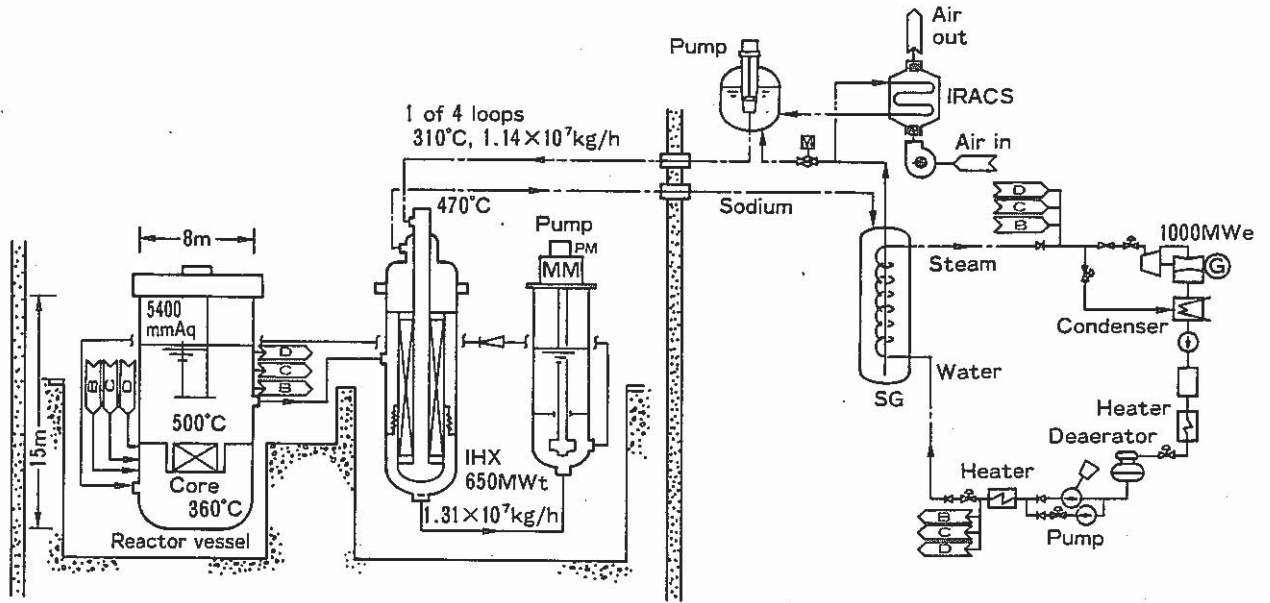 Air
out
Pump
IRACS
Air in
1 of 4 loops
310°C, 1.14×10⁷kg/h
M
470°C
Sodium
D
C
B
1000MWe
G
8m
Pump
PM
MM
Steam
5400
mmAq
Condenser
D
C
B
B
C
D
Water
SG
500°C
15m
Heater
Deaerator
Core
360°C
IHX
650MWt
Heater
1.31×10⁷kg/h
B
C
D
Pump
Reactor vessel